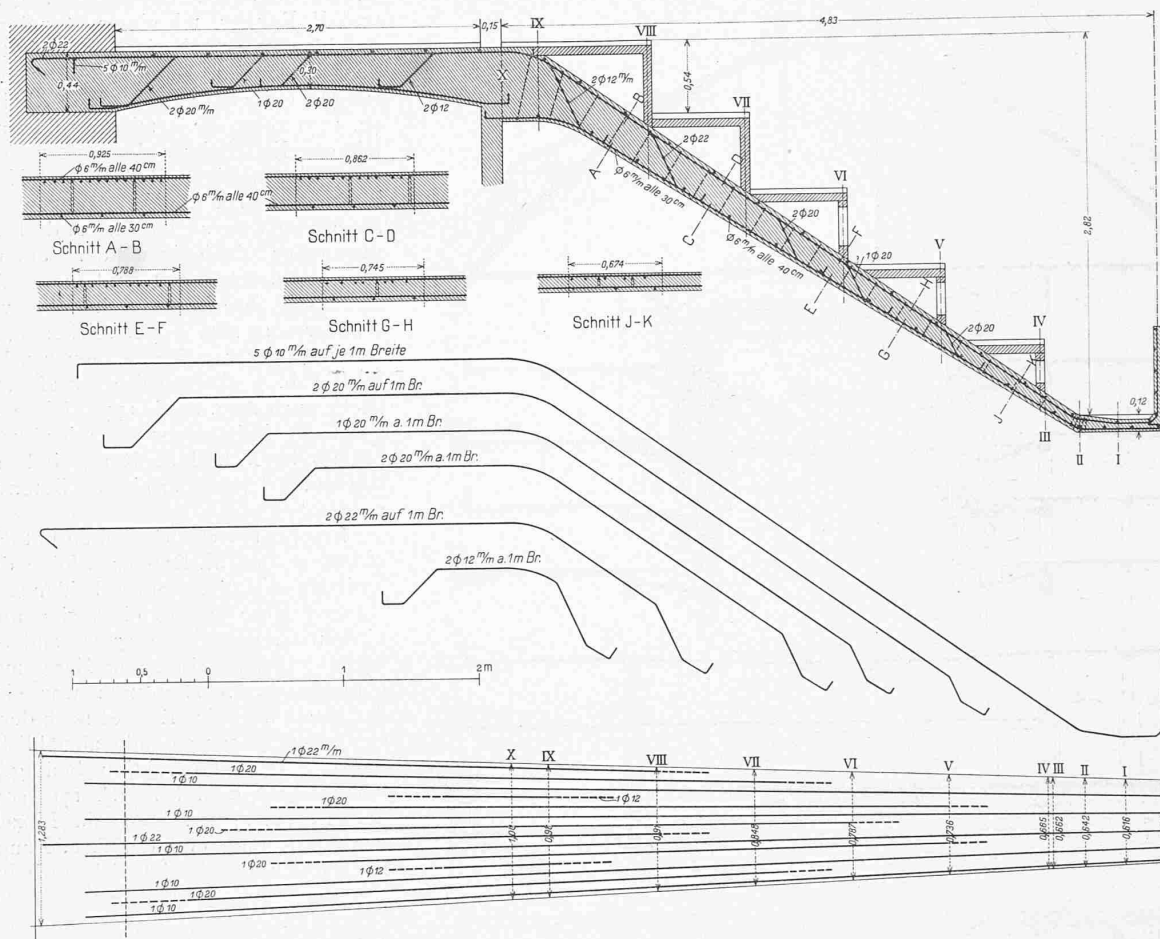 2,70
0,15
IX
VIII
4,83
2Φ22
5Φ10 m/m
0,44
0,30
2Φ20 m/m
1Φ20
2Φ20
2Φ12
X
2Φ12 m/m
0,54
B
VII
2Φ22
A
D
Φ6 m/m alle 30 cm
C
Φ6 m/m alle 40 cm
VI
2Φ20
F
1Φ20
E
V
H
G
2Φ20
IV
K
J
III
II
I
2,82
0,12
0,925
Φ6 m/m alle 40 cm
Φ6 m/m alle 40 cm
Φ6 m/m alle 30 cm
Schnitt A-B
0,862
Schnitt C-D
0,788
Schnitt E-F
0,745
Schnitt G-H
0,674
Schnitt J-K
5 Φ 10 m/m auf je 1m Breite
2Φ20 m/m auf 1m Br.
1Φ20 m/m a. 1m Br.
2Φ20 m/m a. 1m Br.
2Φ22 m/m auf 1m Br.
2Φ12 m/m a. 1m Br.
1 0,5 0 1 2m
1Φ22 m/m
X IX VIII VII VI V IV III II I
1Φ20
1Φ10
1Φ12
1Φ20
1Φ10
1Φ20
1Φ22
1Φ10
1Φ20
1Φ12
1Φ10
1Φ20
1Φ10
1,283
0,848
0,787
0,736
0,665
0,662
0,642
0,616